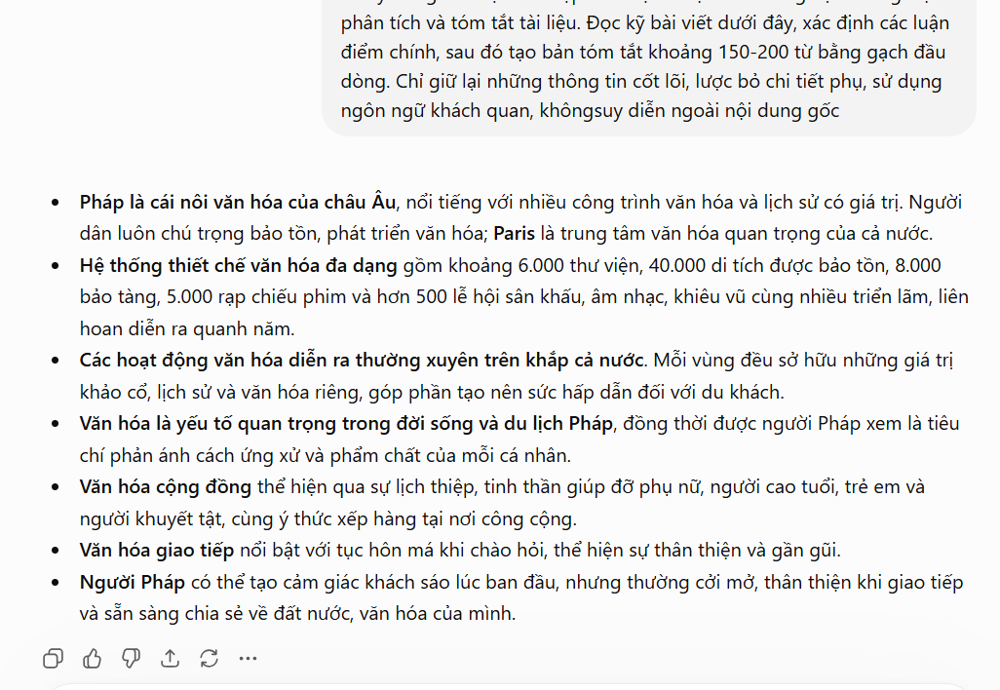 phân tích và tóm tắt tài liệu. Đọc kỹ bài viết dưới đây, xác định các luận
điểm chính, sau đó tạo bản tóm tắt khoảng 150-200 từ bằng gạch đầu
dòng. Chỉ giữ lại những thông tin cốt lõi, lược bỏ chi tiết phụ, sử dụng
ngôn ngữ khách quan, khôngsuy diễn ngoài nội dung gốc
• Pháp là cái nôi văn hóa của châu Âu, nổi tiếng với nhiều công trình văn hóa và lịch sử có giá trị. Người
dân luôn chú trọng bảo tồn, phát triển văn hóa; Paris là trung tâm văn hóa quan trọng của cả nước.
• Hệ thống thiết chế văn hóa đa dạng gồm khoảng 6.000 thư viện, 40.000 di tích được bảo tồn, 8.000
bảo tàng, 5.000 rạp chiếu phim và hơn 500 lễ hội sân khấu, âm nhạc, khiêu vũ cùng nhiều triển lãm, liên
hoan diễn ra quanh năm.
• Các hoạt động văn hóa diễn ra thường xuyên trên khắp cả nước. Mỗi vùng đều sở hữu những giá trị
khảo cổ, lịch sử và văn hóa riêng, góp phần tạo nên sức hấp dẫn đối với du khách.
• Văn hóa là yếu tố quan trọng trong đời sống và du lịch Pháp, đồng thời được người Pháp xem là tiêu
chí phản ánh cách ứng xử và phẩm chất của mỗi cá nhân.
• Văn hóa cộng đồng thể hiện qua sự lịch thiệp, tinh thần giúp đỡ phụ nữ, người cao tuổi, trẻ em và
người khuyết tật, cùng ý thức xếp hàng tại nơi công cộng.
• Văn hóa giao tiếp nổi bật với tục hôn má khi chào hỏi, thể hiện sự thân thiện và gần gũi.
• Người Pháp có thể tạo cảm giác khách sáo lúc ban đầu, nhưng thường cởi mở, thân thiện khi giao tiếp
và sẵn sàng chia sẻ về đất nước, văn hóa của mình.